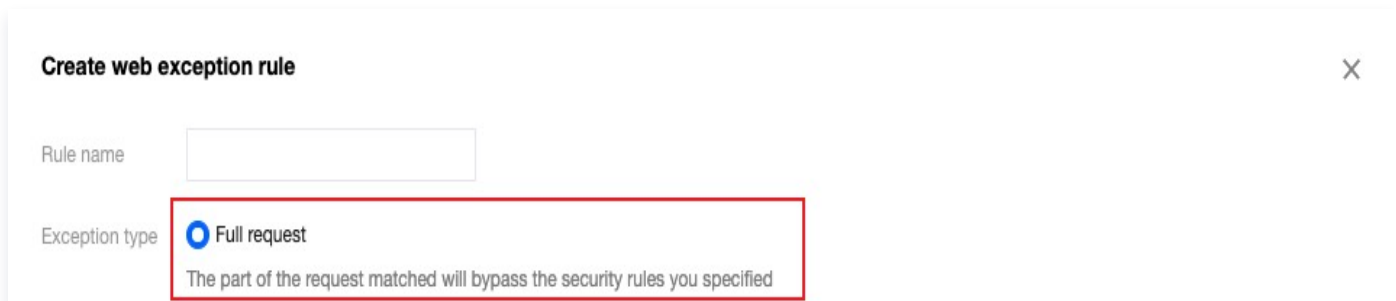 Create web exception rule
Rule name
Exception type Full request
The part of the request matched will bypass the security rules you specified